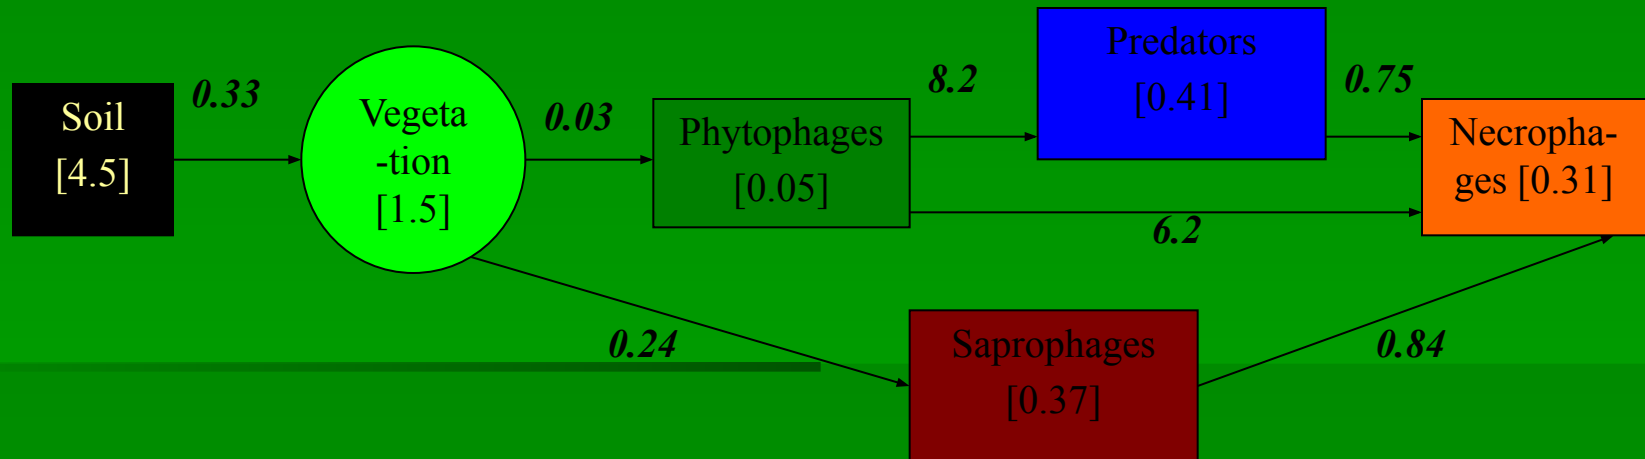 Soil
[4.5]
0.33
Vegeta
-tion
[1.5]
0.03
Phytophages
[0.05]
8.2
Predators
[0.41]
0.75
Necropha-
ges [0.31]
6.2
0.24
Saprophages
[0.37]
0.84